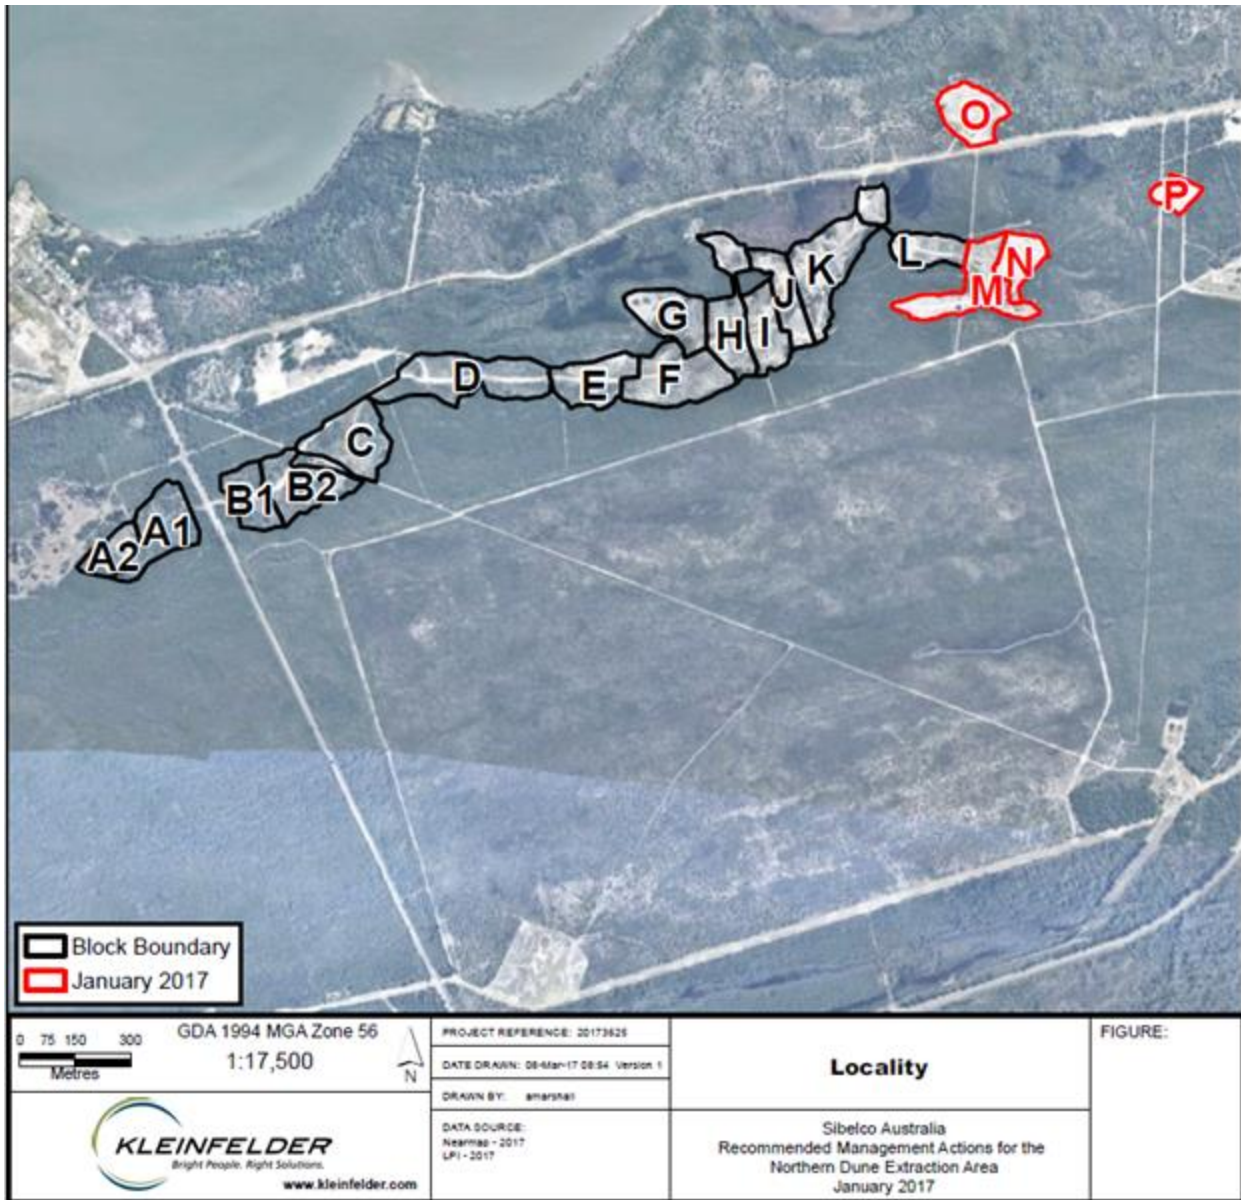 O
P
K
L
N
M
J
G
H
I
D
E
F
C
B1
B2
A1
A2
Block Boundary
January 2017
0 75 150 300
Metres
GDA 1994 MGA Zone 56
1:17,500
N
KLEINFELDER
Bright People. Right Solutions.
www.kleinfelder.com
PROJECT REFERENCE: 20173625
DATE DRAWN: 08-Mar-17 08:54 Version 1
DRAWN BY: amarshall
DATA SOURCE:
Nearmap - 2017
LPI - 2017
Locality
Sibelco Australia
Recommended Management Actions for the
Northern Dune Extraction Area
January 2017
FIGURE: